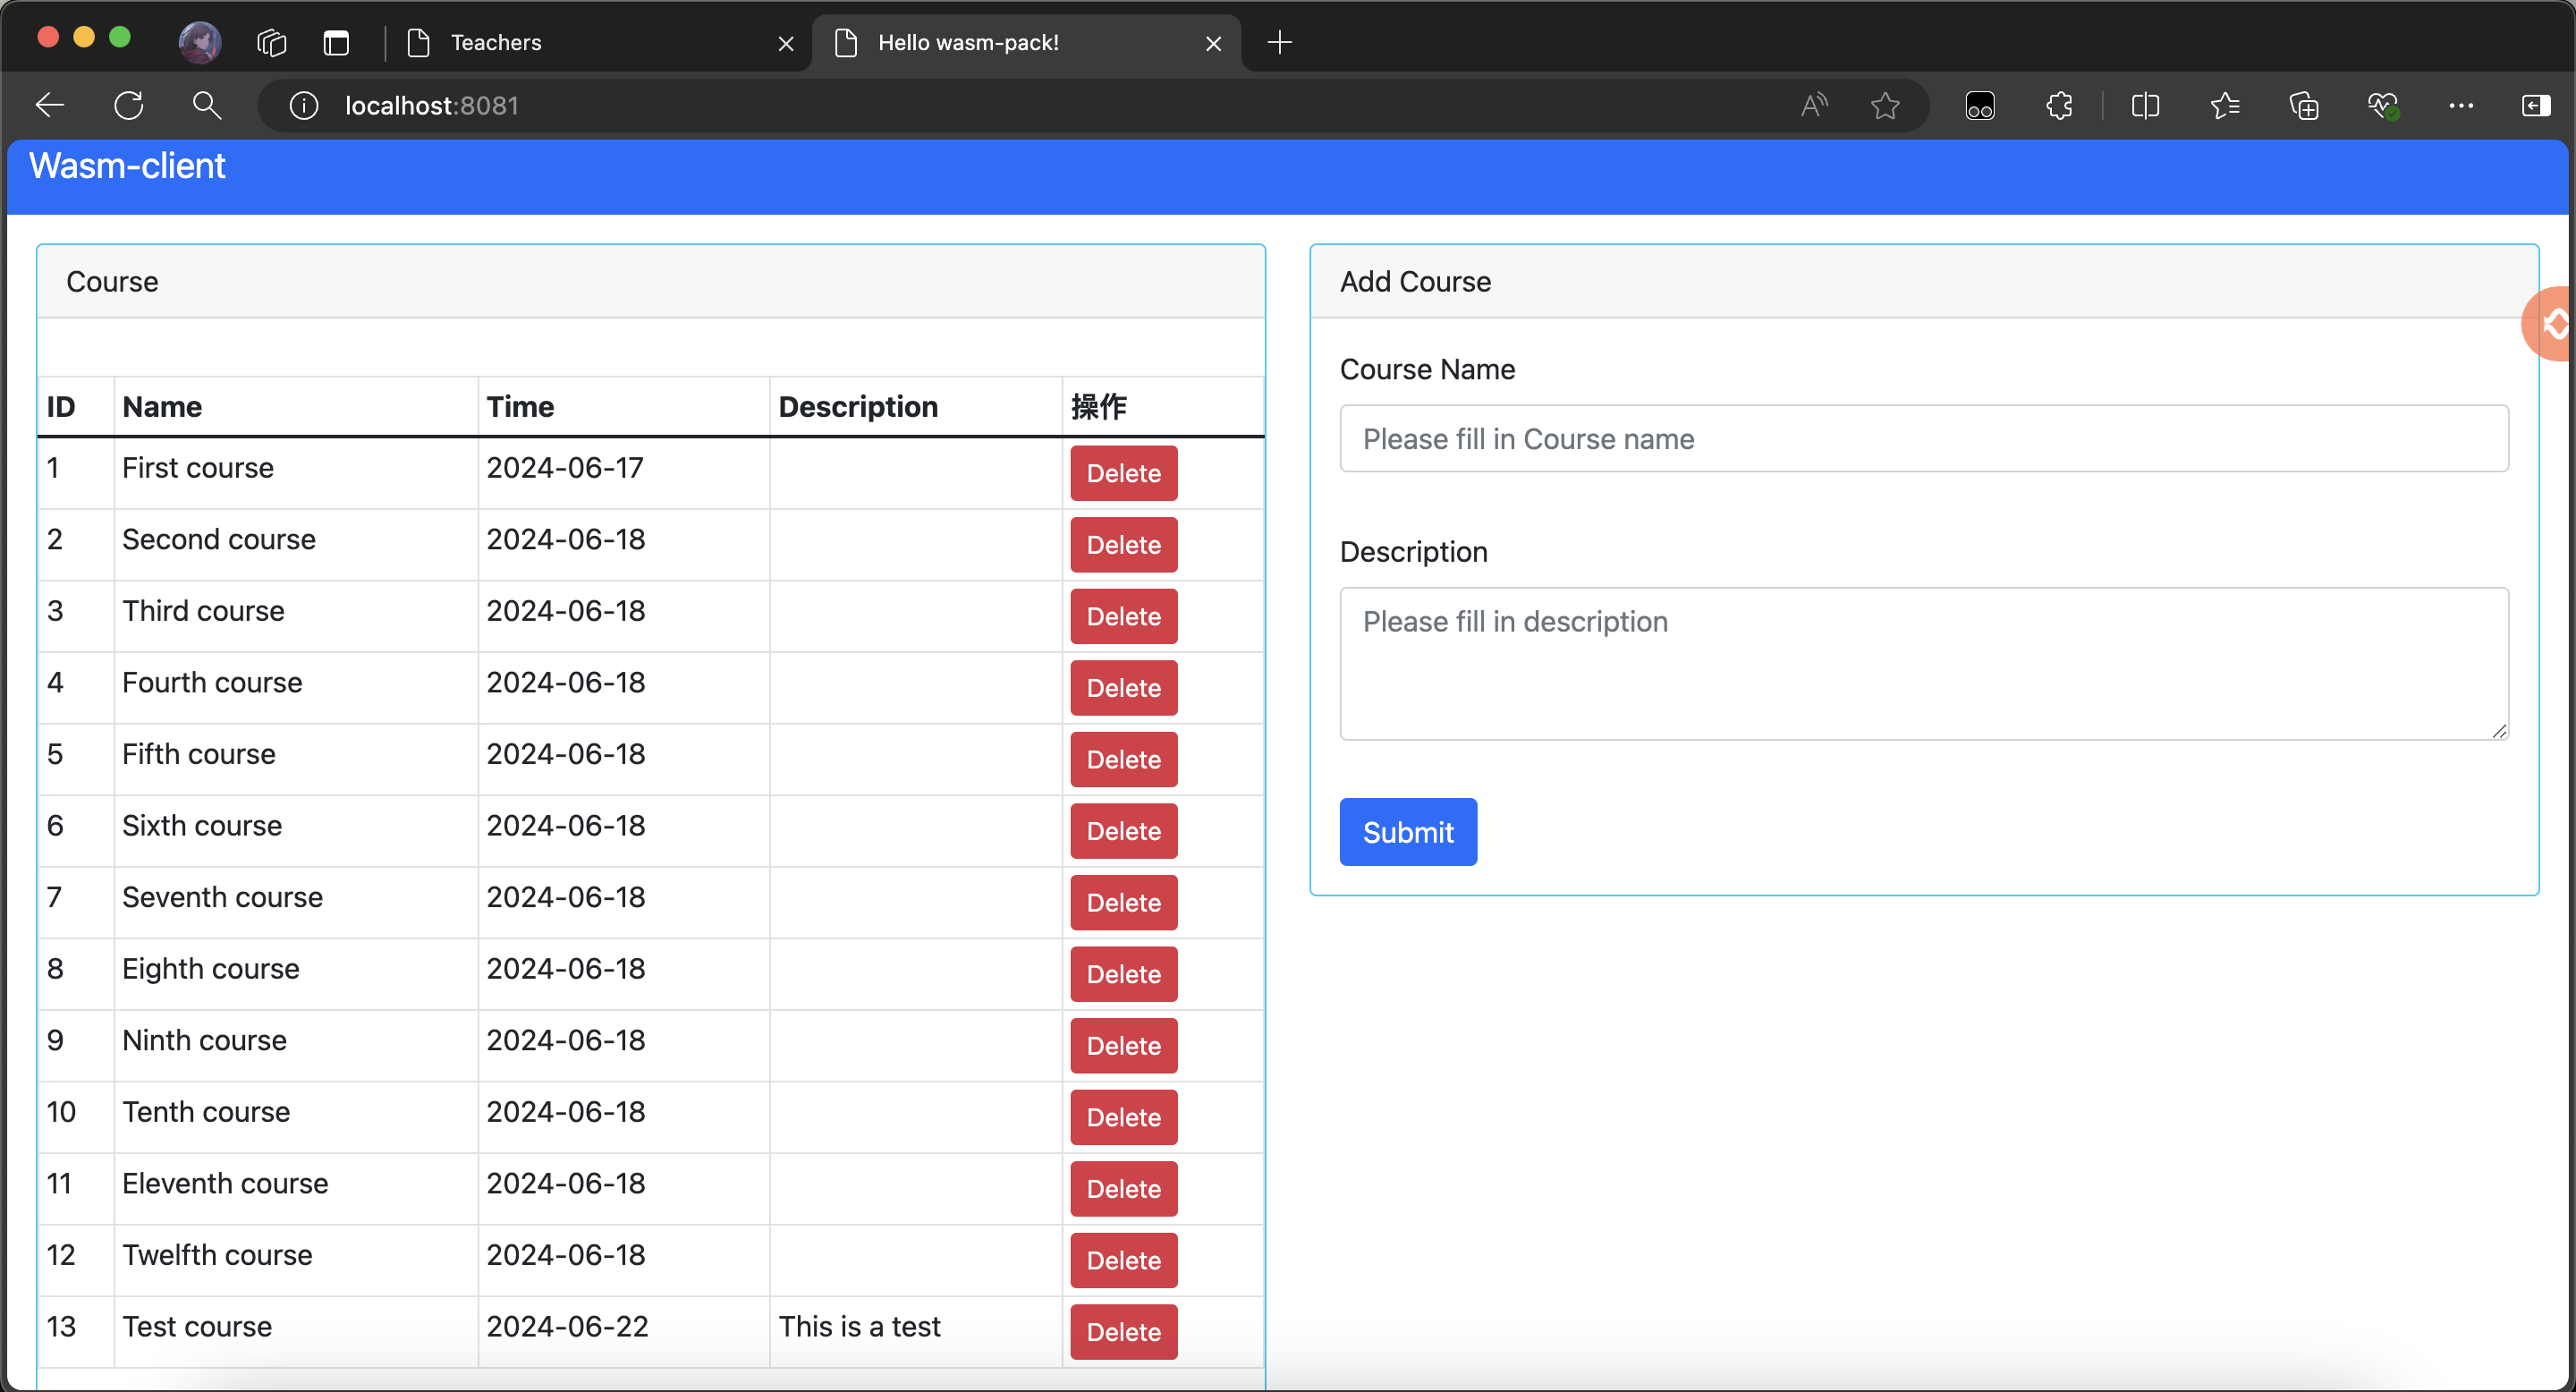 Teachers
Hello wasm-pack!
localhost:8081
Wasm-client
Course
ID Name Time Description 操作
1 First course 2024-06-17 Delete
2 Second course 2024-06-18 Delete
3 Third course 2024-06-18 Delete
4 Fourth course 2024-06-18 Delete
5 Fifth course 2024-06-18 Delete
6 Sixth course 2024-06-18 Delete
7 Seventh course 2024-06-18 Delete
8 Eighth course 2024-06-18 Delete
9 Ninth course 2024-06-18 Delete
10 Tenth course 2024-06-18 Delete
11 Eleventh course 2024-06-18 Delete
12 Twelfth course 2024-06-18 Delete
13 Test course 2024-06-22 This is a test Delete
Add Course
Course Name
Please fill in Course name
Description
Please fill in description
Submit